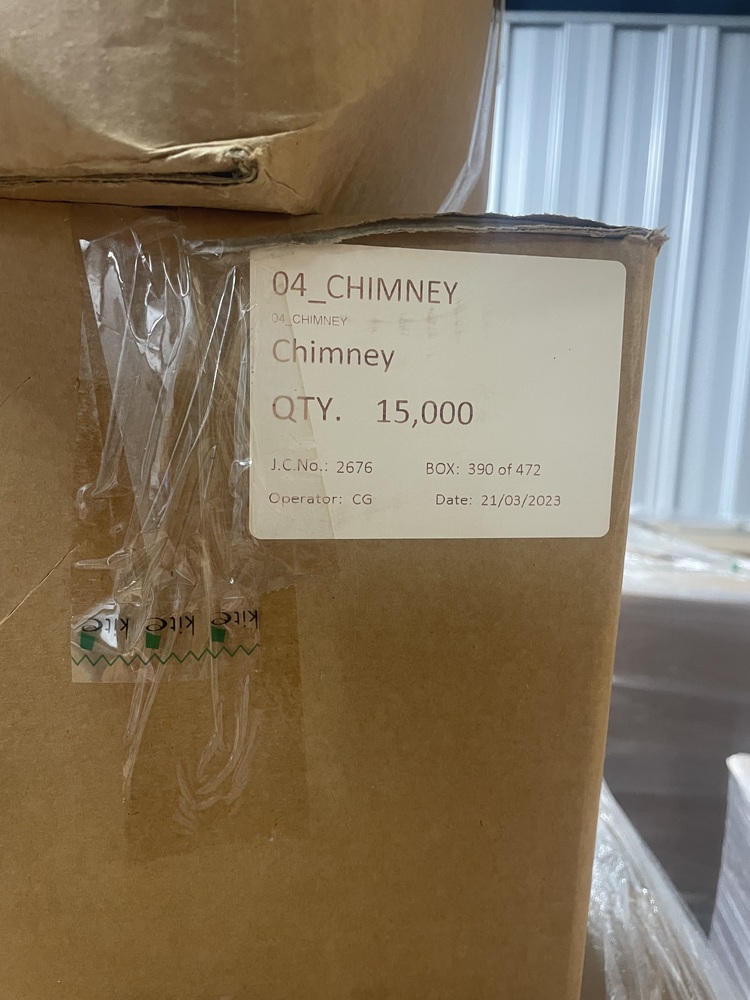 04_CHIMNEY
04_CHIMNEY
Chimney
QTY. 15,000
J.C.No.: 2676 BOX: 390 of 472
Operator: CG Date: 21/03/2023
kite kite kite